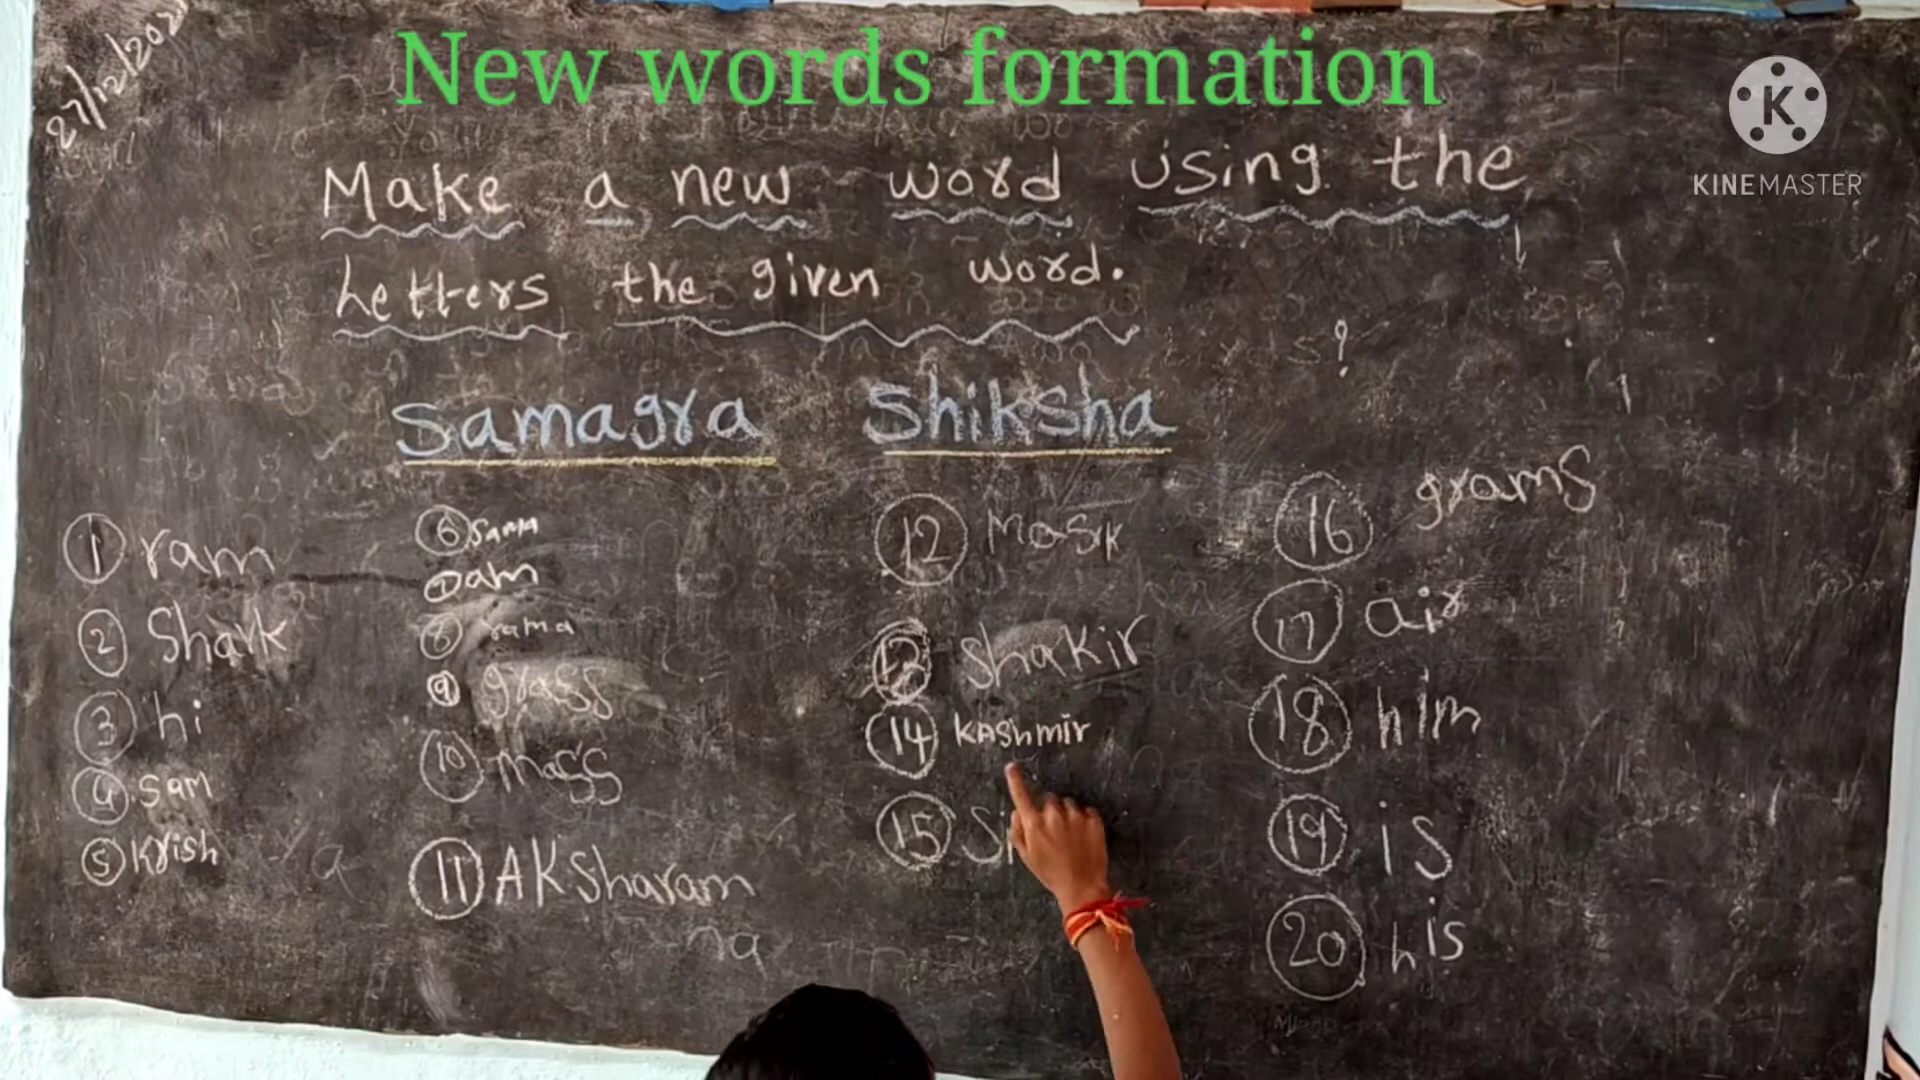 New words formation
27/12/202
KINEMASTER
Make a new word using the
Letters the given word.
Samagra Shiksha
1 ram
2 Shark
3 hi
4 Sam
5 Krish
6 Sama
7 am
8 rama
9 grass
10 mass
11 AKSharam
12 Mask
13 Shakir
14 KAShmir
15
16 grams
17 air
18 him
19 is
20 his